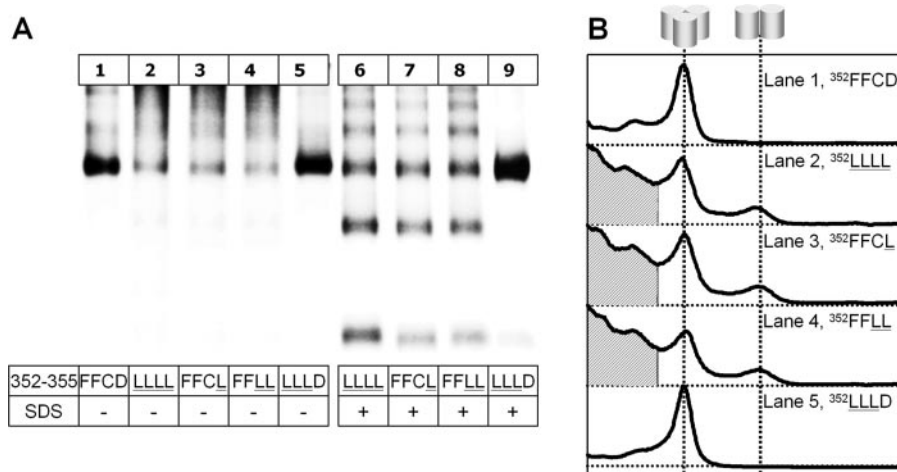 A
1 2 3 4 5 6 7 8 9
352-355 FFCD LLLL FFCL FFLL LLLD LLLL FFCL FFLL LLLD
SDS - - - - - + + + +
B
Lane 1, ³⁵²FFCD
Lane 2, ³⁵²LLLL
Lane 3, ³⁵²FFCL
Lane 4, ³⁵²FFLL
Lane 5, ³⁵²LLLD